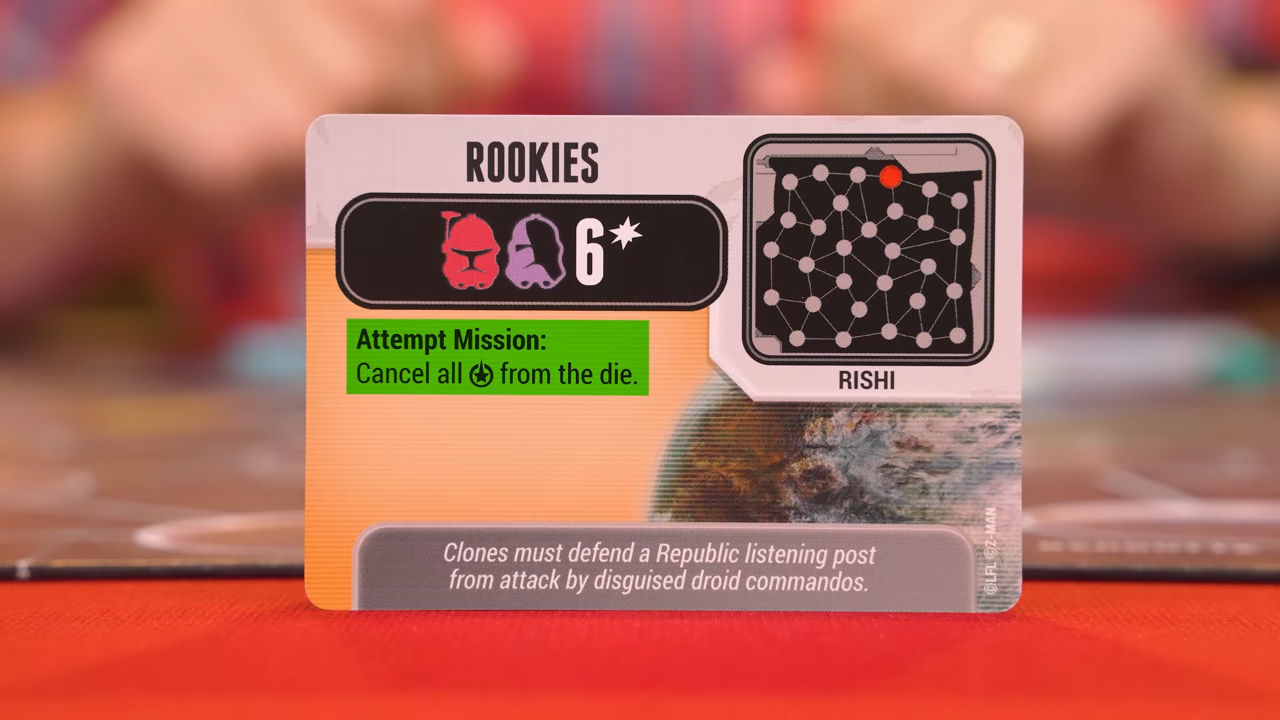 ROOKIES
6
Attempt Mission:
Cancel all from the die.
RISHI
Clones must defend a Republic listening post
from attack by disguised droid commandos.
©LFL ©Z-MAN